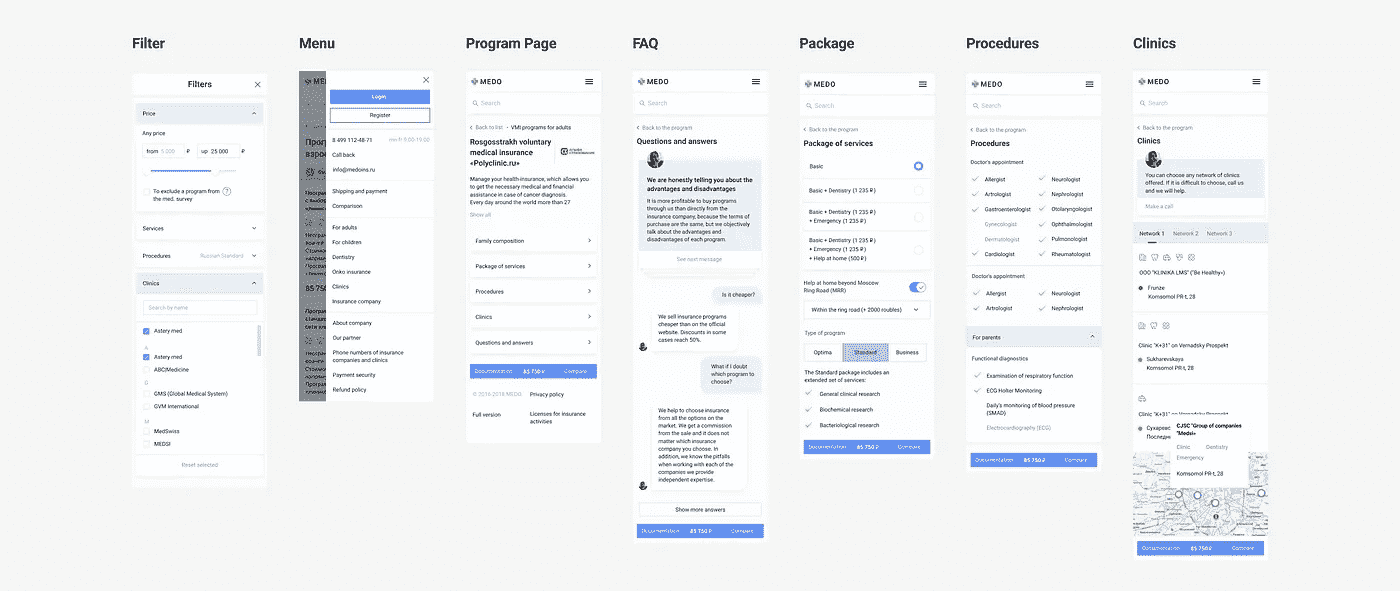 Filter
Filters
Price
Any price
from 5 000 ₽
up 25 000 ₽
To exclude a program from
the med. survey
?
Services
Procedures
Russian Standard
Clinics
Search by name
Astery med
A
Astery med
ABC/Medicine
G
GMS (Global Medical System)
GVM International
M
MedSwiss
MEDSI
Reset selected
Menu
Login
Register
8 499 112-48-71
пн-fr 9:00-19:00
Call back
info@medoms.ru
Shipping and payment
Comparison
For adults
For children
Dentistry
Onko insurance
Clinics
Insurance company
About company
Our partner
Phone numbers of insurance
companies and clinics
Payment security
Refund policy
Program Page
MEDO
Search
Back to list • VMI programs for adults
Rosgosstrakh voluntary
medical insurance
«Polyclinic.ru»
Manage your health-insurance, which allows you
to get the necessary medical and financial
assistance in case of cancer diagnosis.
Every day around the world more than 27
Show all
Family composition
Package of services
Procedures
Clinics
Questions and answers
Documentation 85 750 ₽ Compare
© 2016-2018 MEDO
Privacy policy
Full version
Licenses for insurance
activities
FAQ
MEDO
Search
Back to the program
Questions and answers
We are honestly telling you about the
advantages and disadvantages
It is more profitable to buy programs
through us than directly from the
insurance company, because the terms of
purchase are the same, but we objectively
talk about the advantages and
disadvantages of each program.
See next message
Is it cheaper?
We sell insurance programs
cheaper than on the official
website. Discounts in some
cases reach 50%.
What if I doubt
which program to
choose?
We help to choose insurance
from all the options on the
market. We get a commission
from the sale and it does not
matter which insurance
company you choose. In
addition, we know the pitfalls
when working with each of the
companies we provide
independent expertise.
Show more answers
Documentation 85 750 ₽ Compare
Package
MEDO
Search
Back to the program
Package of services
Basic
Basic + Dentistry (1 235 ₽)
Basic + Dentistry (1 235 ₽)
+ Emergency (1 235 ₽)
Basic + Dentistry (1 235 ₽)
+ Emergency (1 235 ₽)
+ Help at home (500 ₽)
Help at home beyond Moscow
Ring Road (MRR)
Within the ring road (+ 2000 roubles)
Type of program
Optima
Standard
Business
The Standard package includes an
extended set of services:
General clinical research
Biochemical research
Bacteriological research
Documentation 85 750 ₽ Compare
Procedures
MEDO
Search
Back to the program
Procedures
Doctor's appointment
Allergist
Neurologist
Artrologist
Nephrologist
Gasteenterologist
Otolaryngologist
Gynecologist
Ophthalmologist
Dermatologist
Pulmonologist
Cardiologist
Rheumatologist
Doctor's appointment
Allergist
Neurologist
Artrologist
Nephrologist
For parents
Functional diagnostics
Examination of respiratory function
ECG Holter Monitoring
Daily's monitoring of blood pressure
(SMAD)
Electrocardiography (ECG)
Documentation 85 750 ₽ Compare
Clinics
MEDO
Search
Back to the program
Clinics
You can choose any network of clinics
offered. If it is difficult to choose, call us
and we will help.
Make a call
Network 1
Network 2
Network 3
OOO "KLINIKA LMS" ("Be Healthy»)
Frunze
Komsomol PR-t, 28
Clinic "K+31" on Vernadsky Prospekt
Sukharevskaya
Komsomol PR-t, 28
Clinic "K+31" on Vernadsky Prospekt
CJSC "Group of companies
"Medsi»
Clinic
Dentistry
Emergency
Komsomol PR-t, 28
Documentation 85 750 ₽ Compare